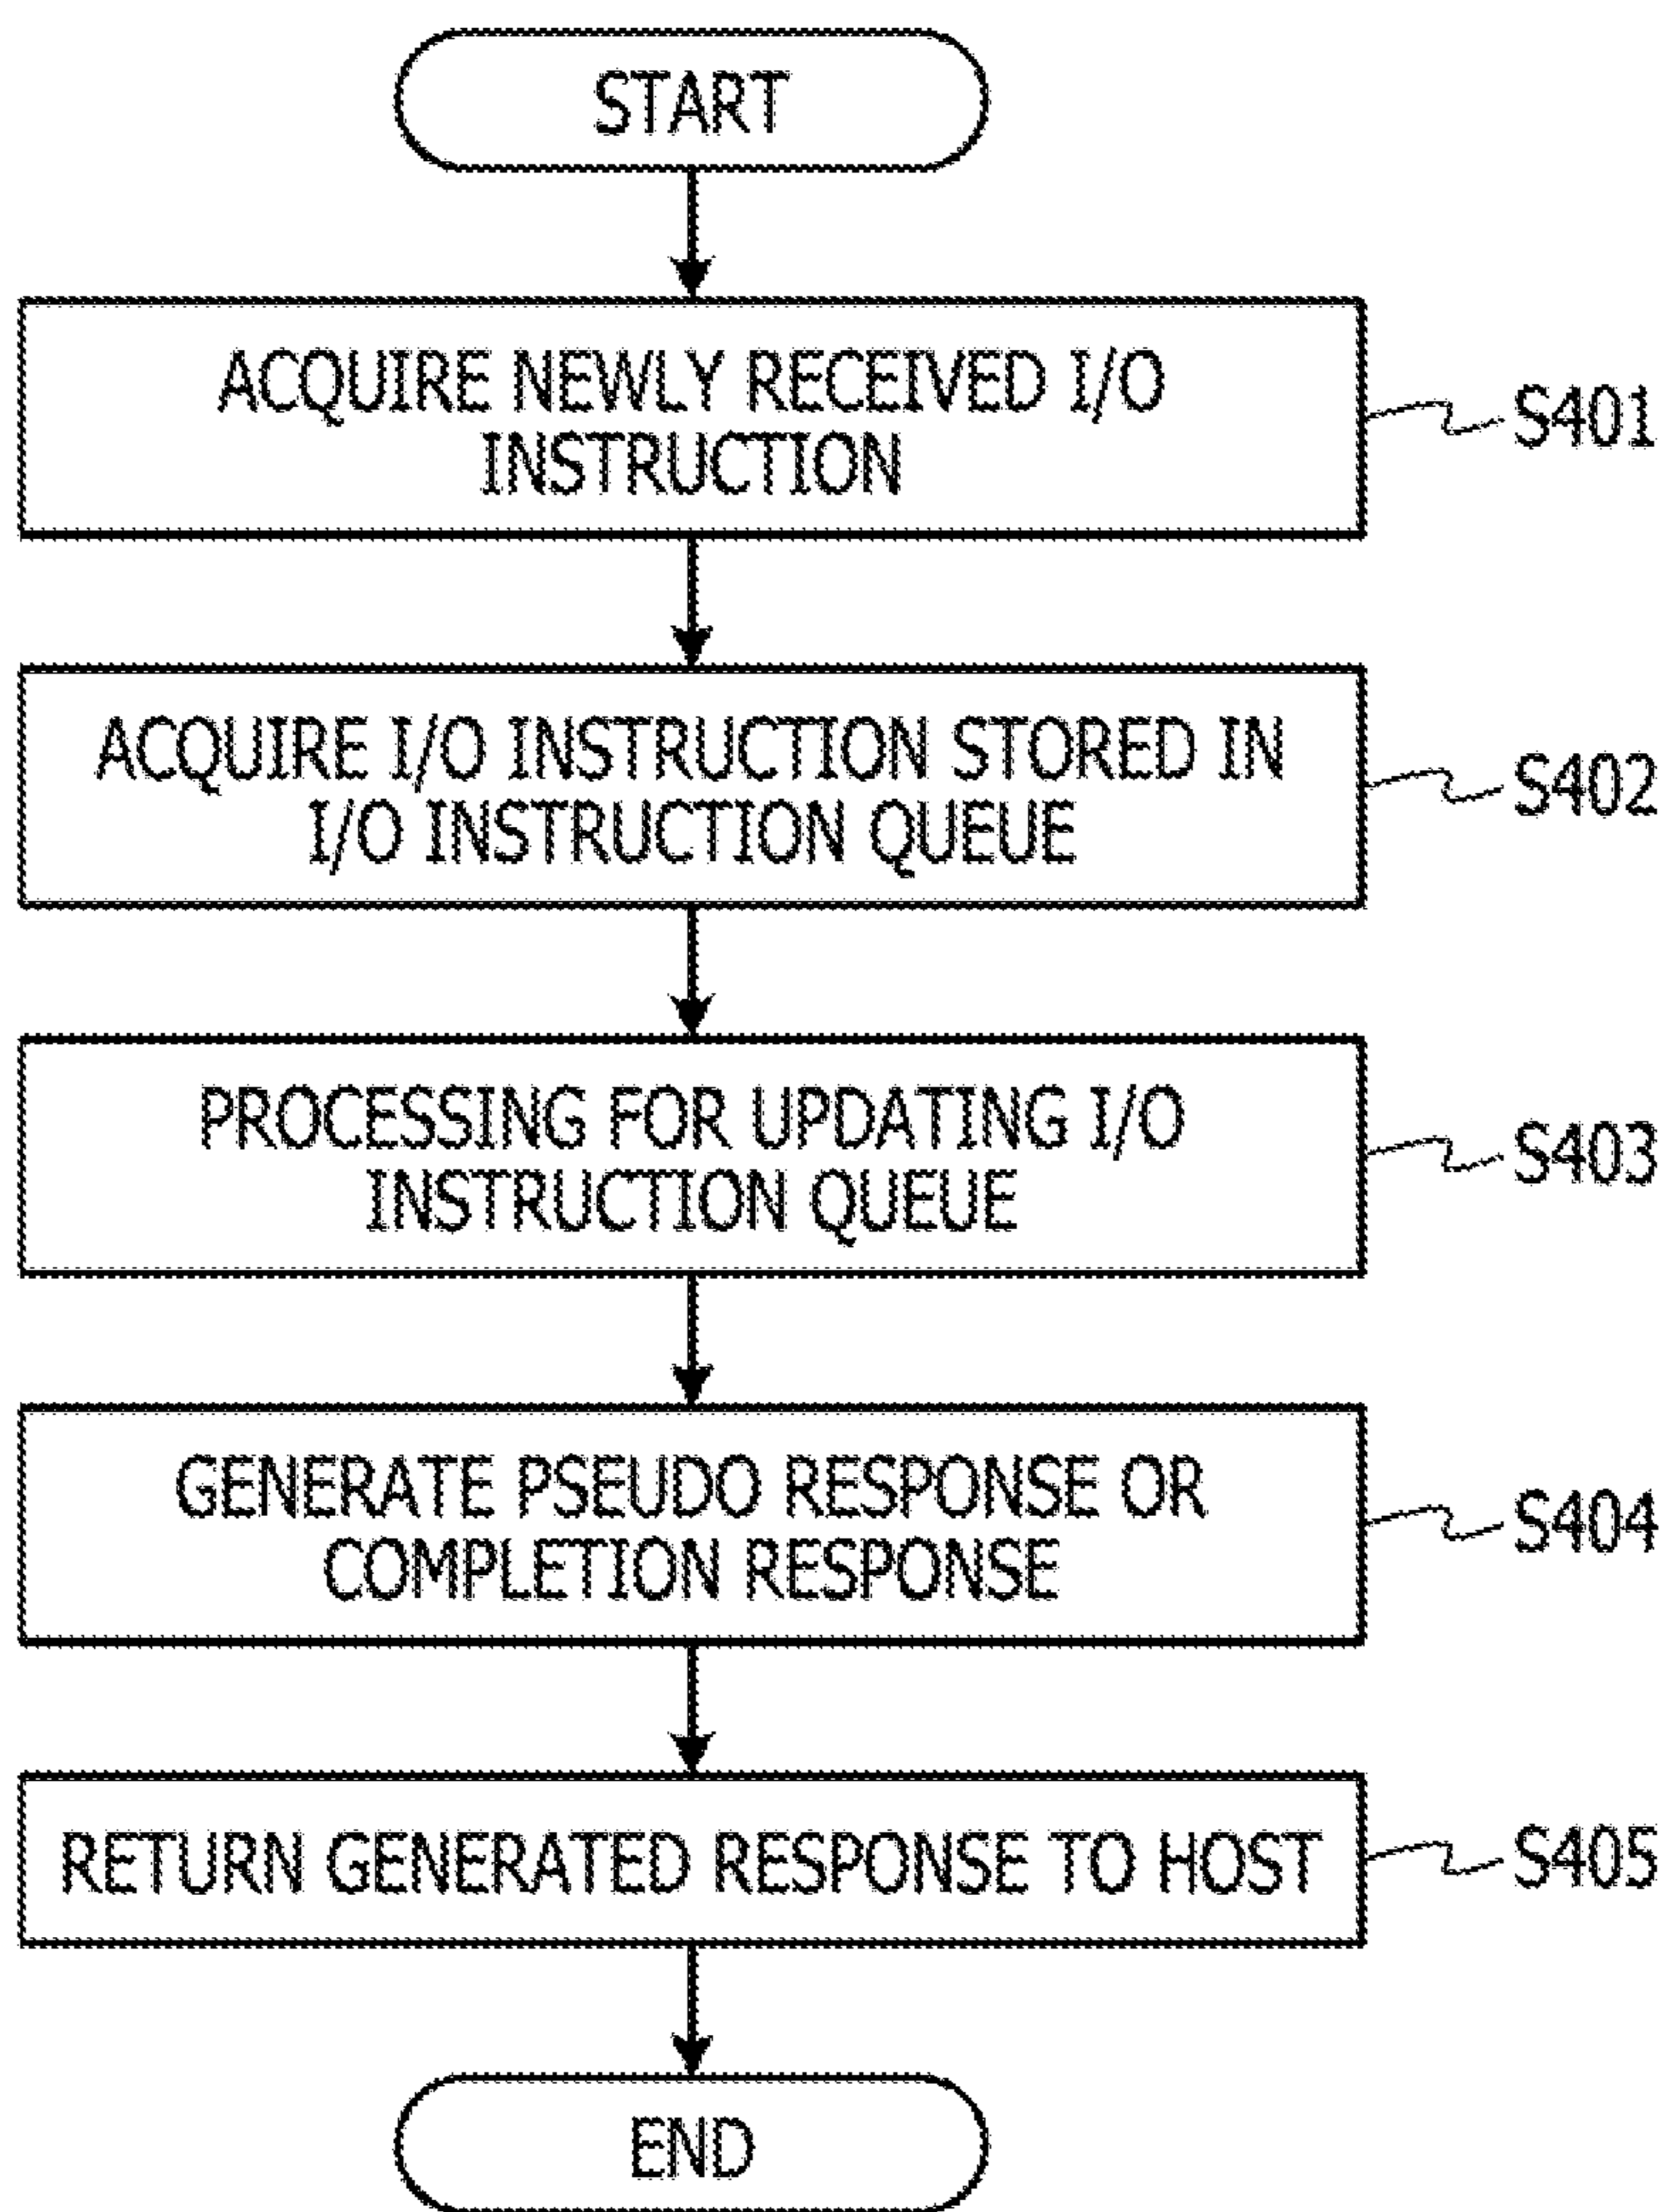 START
ACQUIRE NEWLY RECEIVED I/O
INSTRUCTION
S401
ACQUIRE I/O INSTRUCTION STORED IN
I/O INSTRUCTION QUEUE
S402
PROCESSING FOR UPDATING I/O
INSTRUCTION QUEUE
S403
GENERATE PSEUDO RESPONSE OR
COMPLETION RESPONSE
S404
RETURN GENERATED RESPONSE TO HOST
S405
END